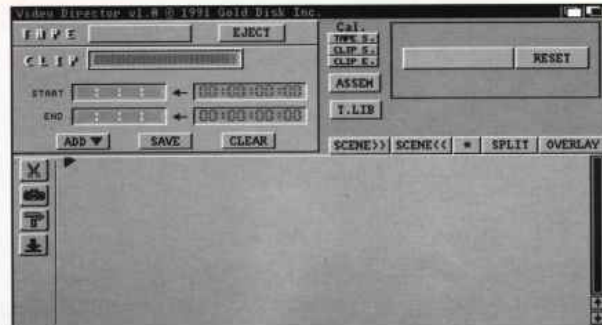 Video Director v1.0 © 1991 Gold Disk Inc.
TAPE
EJECT
CLIP
START : : : ← 00:00:00:00
END : : : ← 00:00:00:00
ADD▼ SAVE CLEAR
Cal.
TAPE S.
CLIP S.
CLIP E.
ASSEM
T.LIB
RESET
SCENE>> SCENE<< * SPLIT OVERLAY